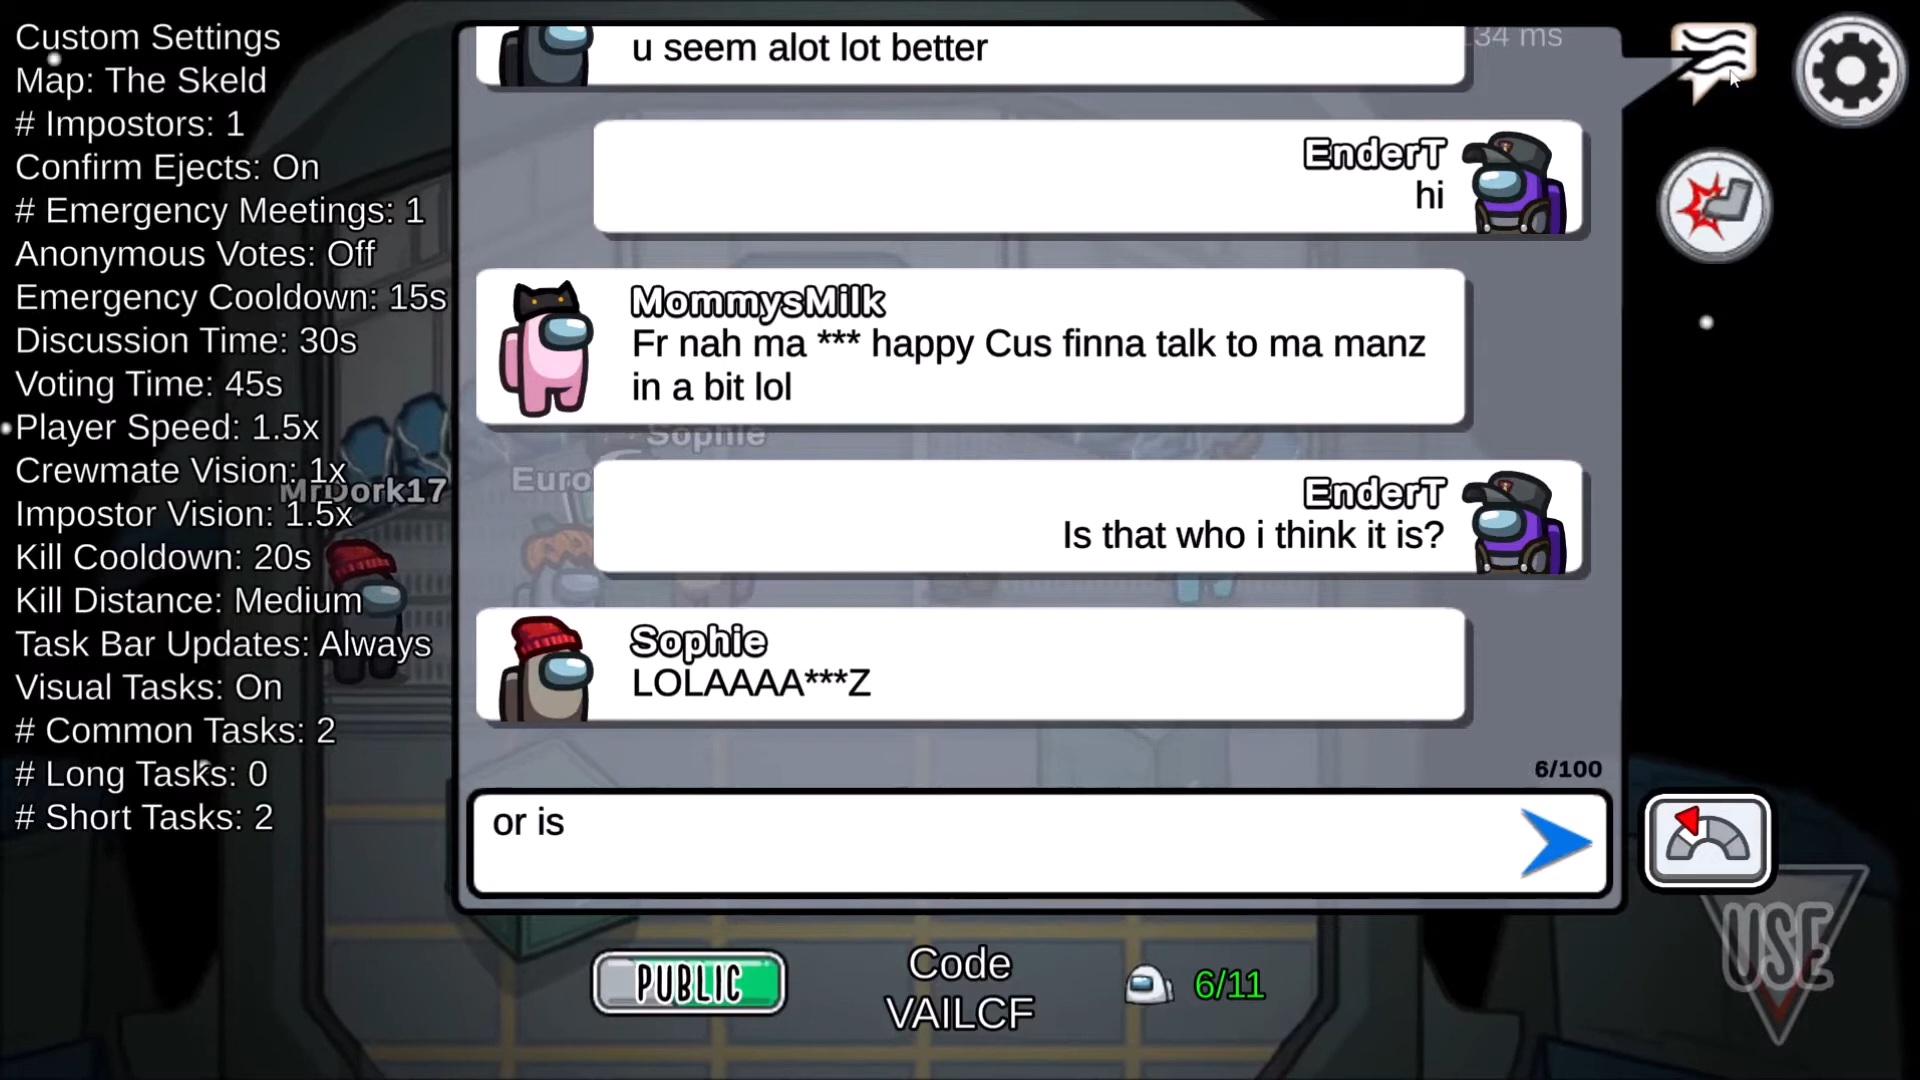 Custom Settings
Map: The Skeld
# Impostors: 1
Confirm Ejects: On
# Emergency Meetings: 1
Anonymous Votes: Off
Emergency Cooldown: 15s
Discussion Time: 30s
Voting Time: 45s
Player Speed: 1.5x
Crewmate Vision: 1x
Impostor Vision: 1.5x
Kill Cooldown: 20s
Kill Distance: Medium
Task Bar Updates: Always
Visual Tasks: On
# Common Tasks: 2
# Long Tasks: 0
# Short Tasks: 2
MrDork17
34 ms
u seem alot lot better
EnderT
hi
MommysMilk
Fr nah ma *** happy Cus finna talk to ma manz
in a bit lol
Sophie
Euro
EnderT
Is that who i think it is?
Sophie
LOLAAAA***Z
6/100
or is
PUBLIC
Code
VAILCF
6/11
USE